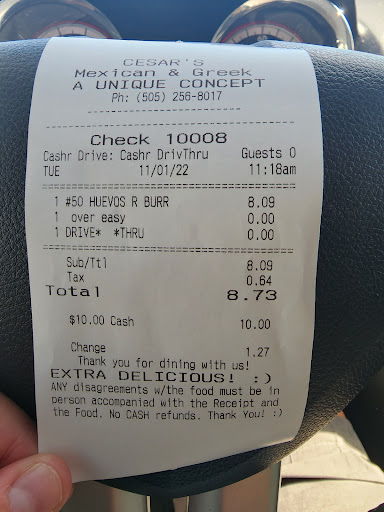 CESAR'S
Mexican & Greek
A UNIQUE CONCEPT
Ph: (505) 256-8017
Check 10008
Cashr Drive: Cashr DrivThru Guests 0
TUE 11/01/22 11:18am
1 #50 HUEVOS R BURR 8.09
1 over easy 0.00
1 DRIVE* *THRU 0.00
Sub/Ttl 8.09
Tax 0.64
Total 8.73
$10.00 Cash 10.00
Change 1.27
Thank you for dining with us!
EXTRA DELICIOUS! :)
ANY disagreements w/the food must be in
person accompanied with the Receipt and
the Food. No CASH refunds. Thank You! :)